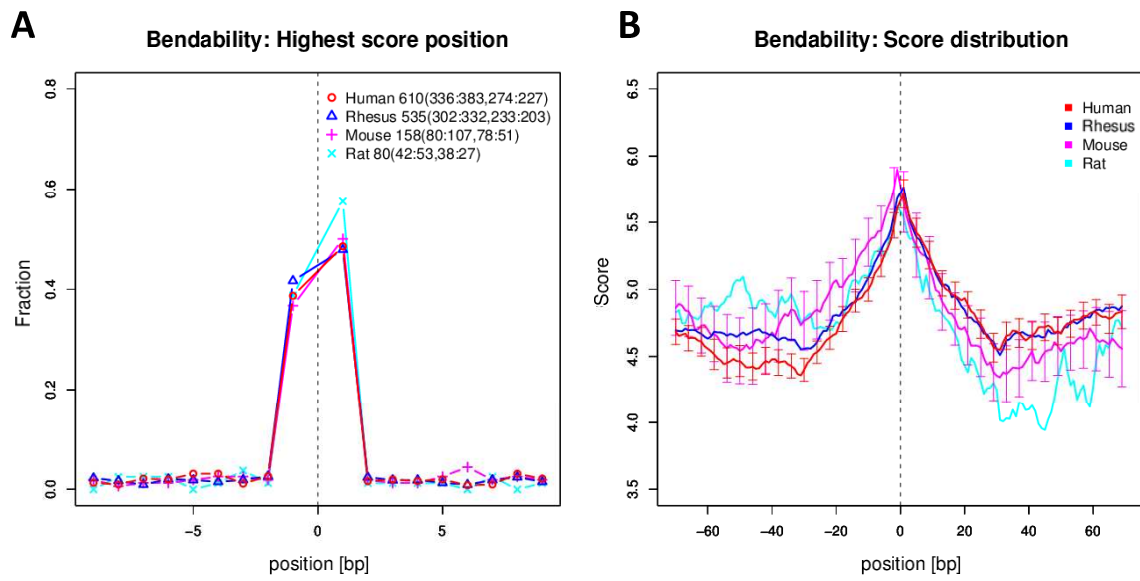 A
Bendability: Highest score position
0.8
0.6
0.4
0.2
0.0
Fraction
Human 610(336:383,274:227)
Rhesus 535(302:332,233:203)
Mouse 158(80:107,78:51)
Rat 80(42:53,38:27)
−5
0
5
position [bp]
B
Bendability: Score distribution
6.5
6.0
5.5
5.0
4.5
4.0
3.5
Score
Human
Rhesus
Mouse
Rat
−60
−40
−20
0
20
40
60
position [bp]